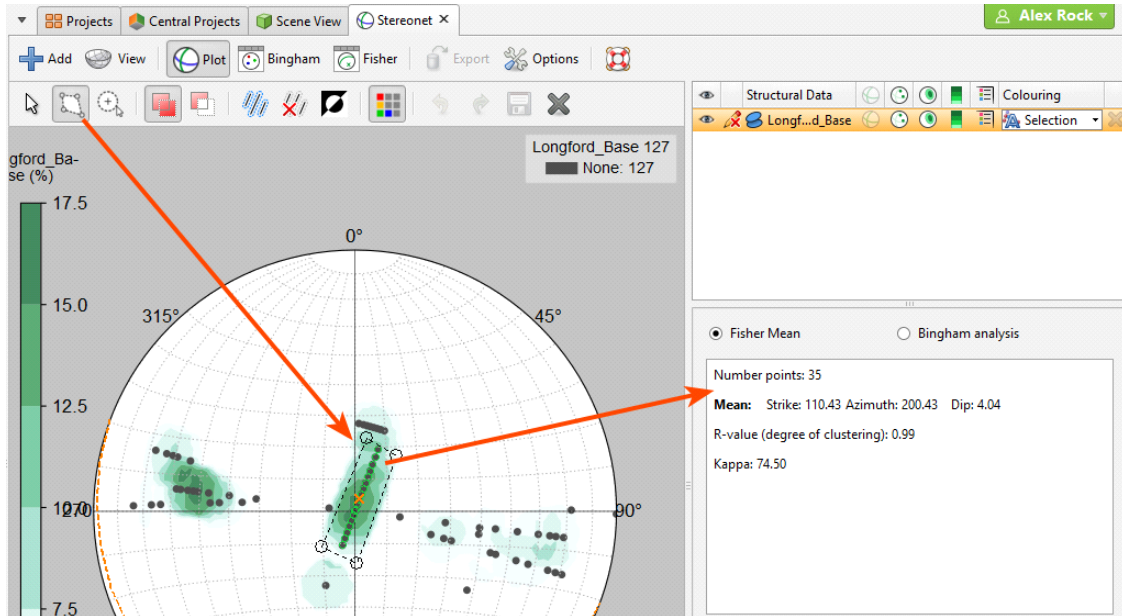 Projects Central Projects Scene View Stereonet Alex Rock
Add View Plot Bingham Fisher Export Options
Structural Data Colouring
Longf...d_Base Selection
gford_Ba-
se (%)
Longford_Base 127
None: 127
17.5
15.0
12.5
7.5
0°
315°
45°
270
90°
Fisher Mean Bingham analysis
Number points: 35
Mean: Strike: 110.43 Azimuth: 200.43 Dip: 4.04
R-value (degree of clustering): 0.99
Kappa: 74.50